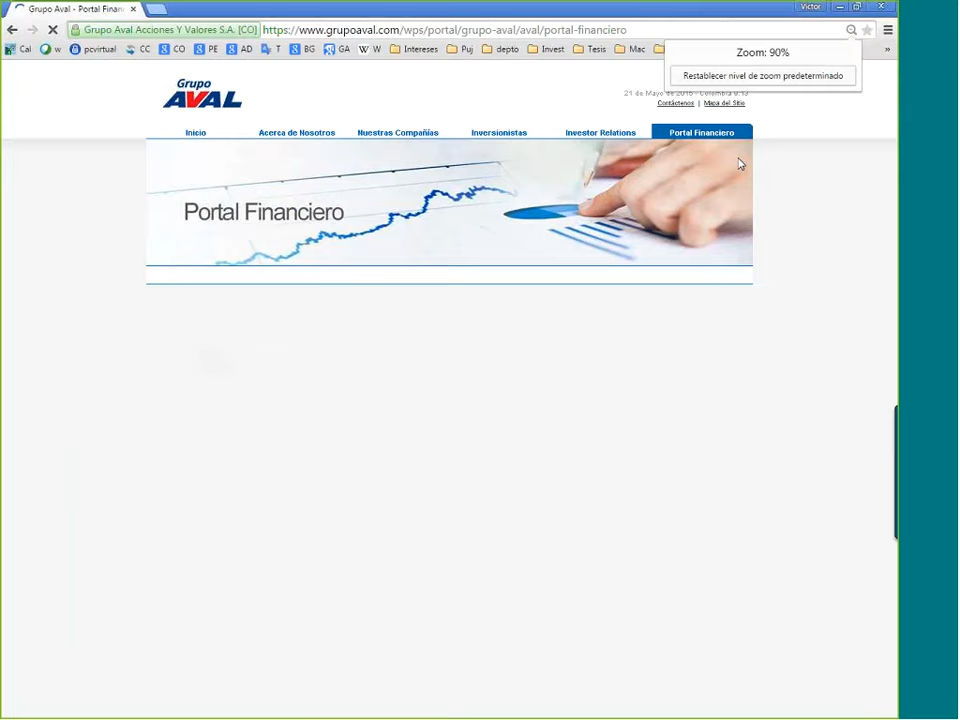 Grupo Aval - Portal Finan
Victor
Grupo Aval Acciones Y Valores S.A. [CO] https://www.grupoaval.com/wps/portal/grupo-aval/aval/portal-financiero
Cal w pcvirtual CC CO PE AD T BG GA W W Intereses Puj depto Invest Tesis Mac »
Zoom: 90%
Restablecer nivel de zoom predeterminado
Grupo
AVAL
Contáctenos | Mapa del Sitio
Inicio Acerca de Nosotros Nuestras Compañías Inversionistas Investor Relations Portal Financiero
Portal Financiero